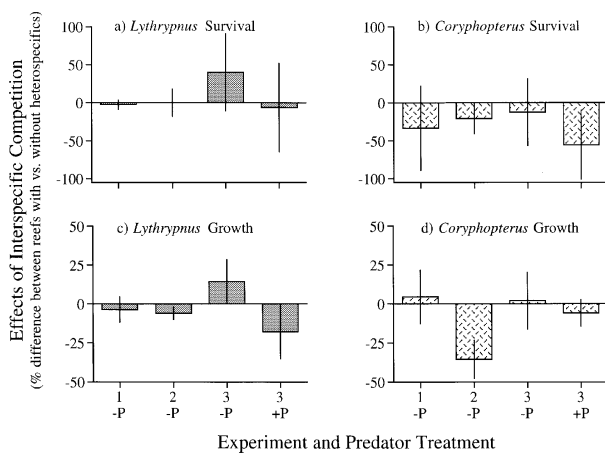 Effects of Interspecific Competition
(% difference between reefs with vs. without heterospecifics)
a) Lythrypnus Survival
100
50
0
-50
-100
b) Coryphopterus Survival
100
50
0
-50
-100
c) Lythrypnus Growth
50
25
0
-25
-50
1 2 3 3
-P -P -P +P
d) Coryphopterus Growth
50
25
0
-25
-50
1 2 3 3
-P -P -P +P
Experiment and Predator Treatment